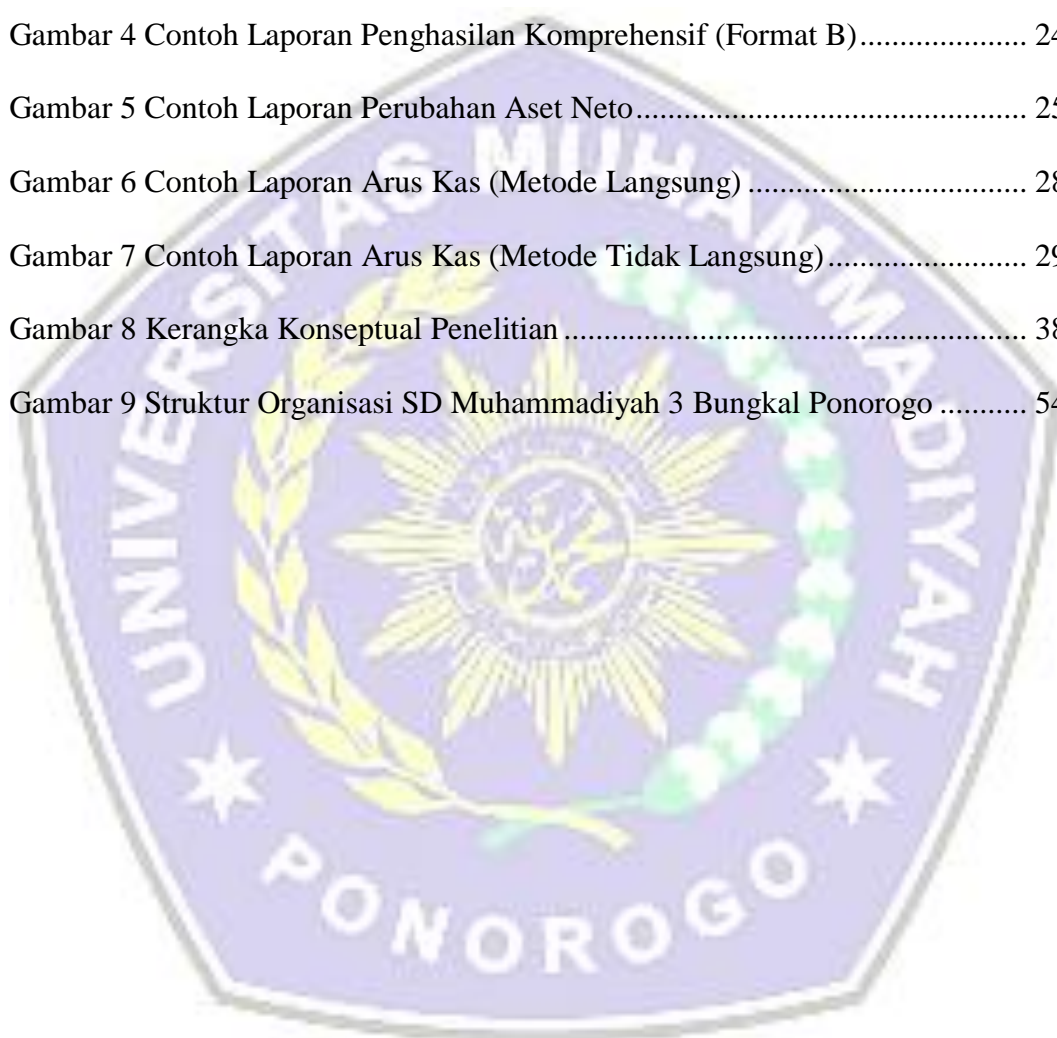 Gambar 4 Contoh Laporan Penghasilan Komprehensif (Format B)..................... 24
Gambar 5 Contoh Laporan Perubahan Aset Neto............................................. 25
Gambar 6 Contoh Laporan Arus Kas (Metode Langsung) ................................ 28
Gambar 7 Contoh Laporan Arus Kas (Metode Tidak Langsung)....................... 29
Gambar 8 Kerangka Konseptual Penelitian ..................................................... 38
Gambar 9 Struktur Organisasi SD Muhammadiyah 3 Bungkal Ponorogo ........... 54
UNIVERSITAS MUHAMMADIYAH
PONOROGO